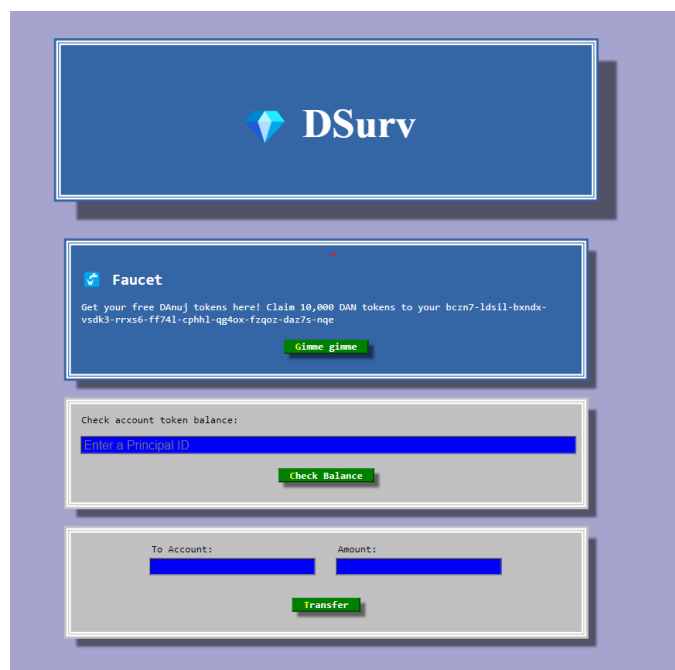 DSurv
Faucet
Get your free DAnuj tokens here! Claim 10,000 DAN tokens to your bczn7-ldsil-bxndx-
vsdk3-rrxs6-ff74l-cphhl-qg4ox-fzqoz-daz7s-nqe
Gimme gimme
Check account token balance:
Enter a Principal ID
Check Balance
To Account:
Amount:
Transfer